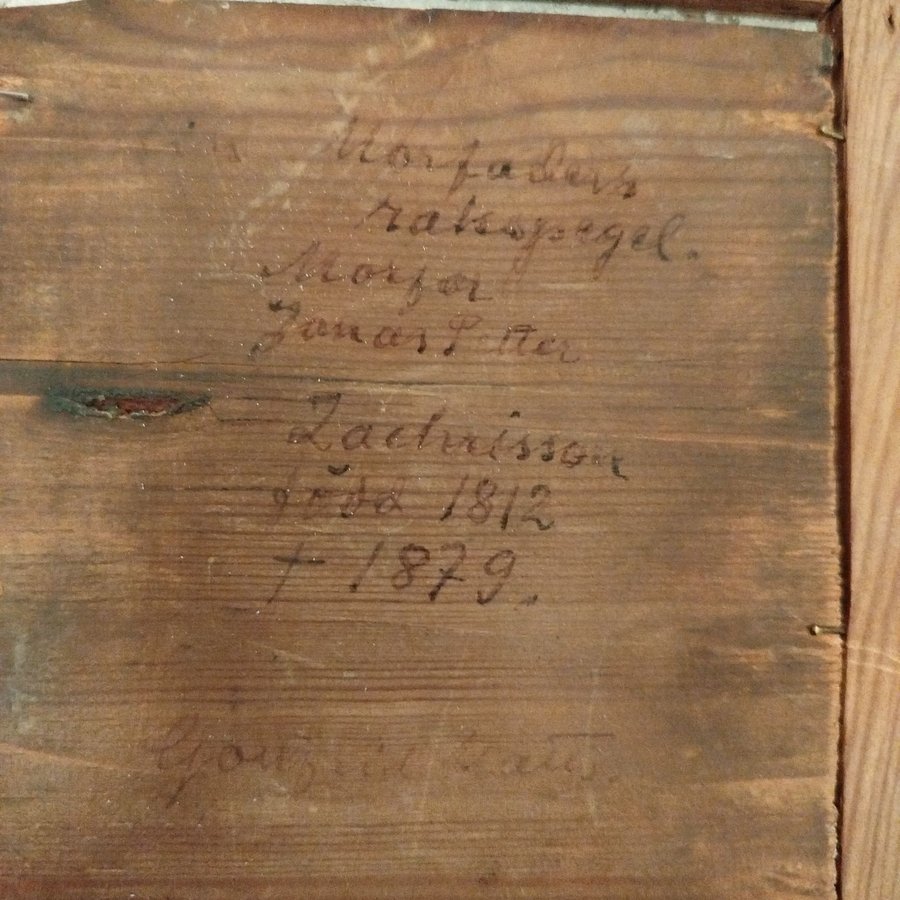 Morfaders
rakspegel.
Morfar
Jonas Petter
Zachrisson
född 1812
† 1879.